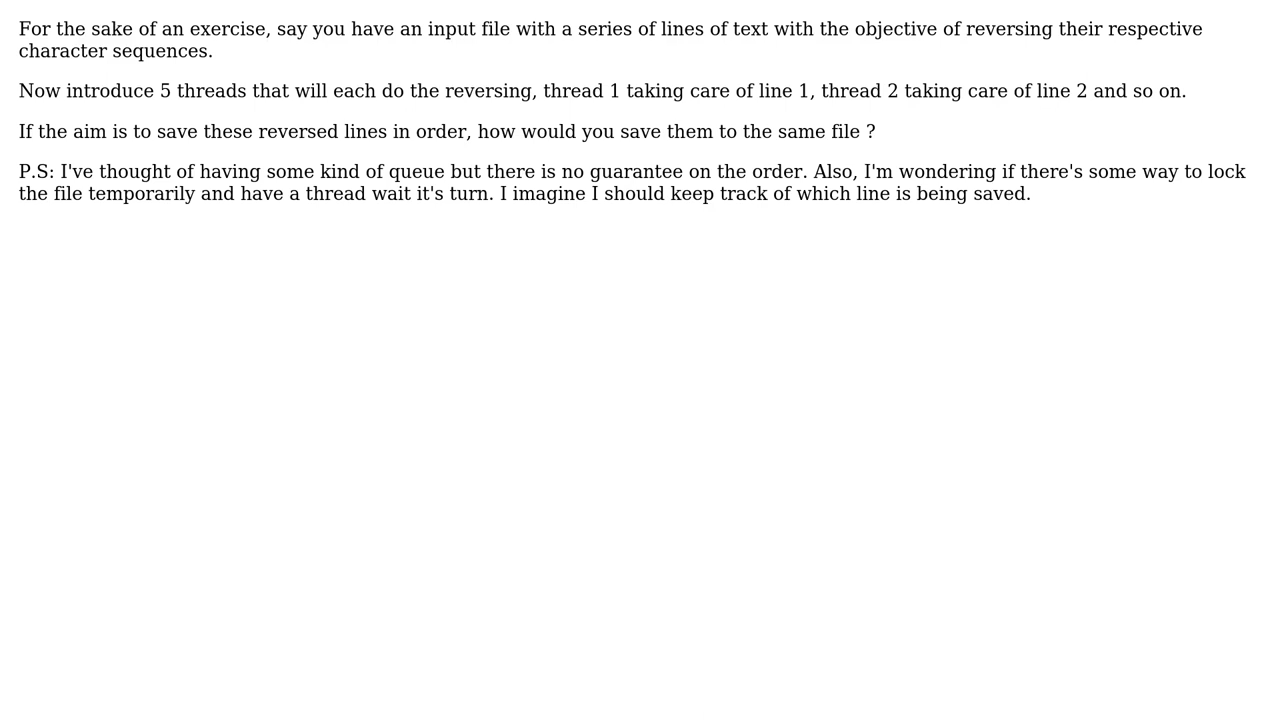 For the sake of an exercise, say you have an input file with a series of lines of text with the objective of reversing their respective
character sequences.
Now introduce 5 threads that will each do the reversing, thread 1 taking care of line 1, thread 2 taking care of line 2 and so on.
If the aim is to save these reversed lines in order, how would you save them to the same file ?
P.S: I've thought of having some kind of queue but there is no guarantee on the order. Also, I'm wondering if there's some way to lock
the file temporarily and have a thread wait it's turn. I imagine I should keep track of which line is being saved.